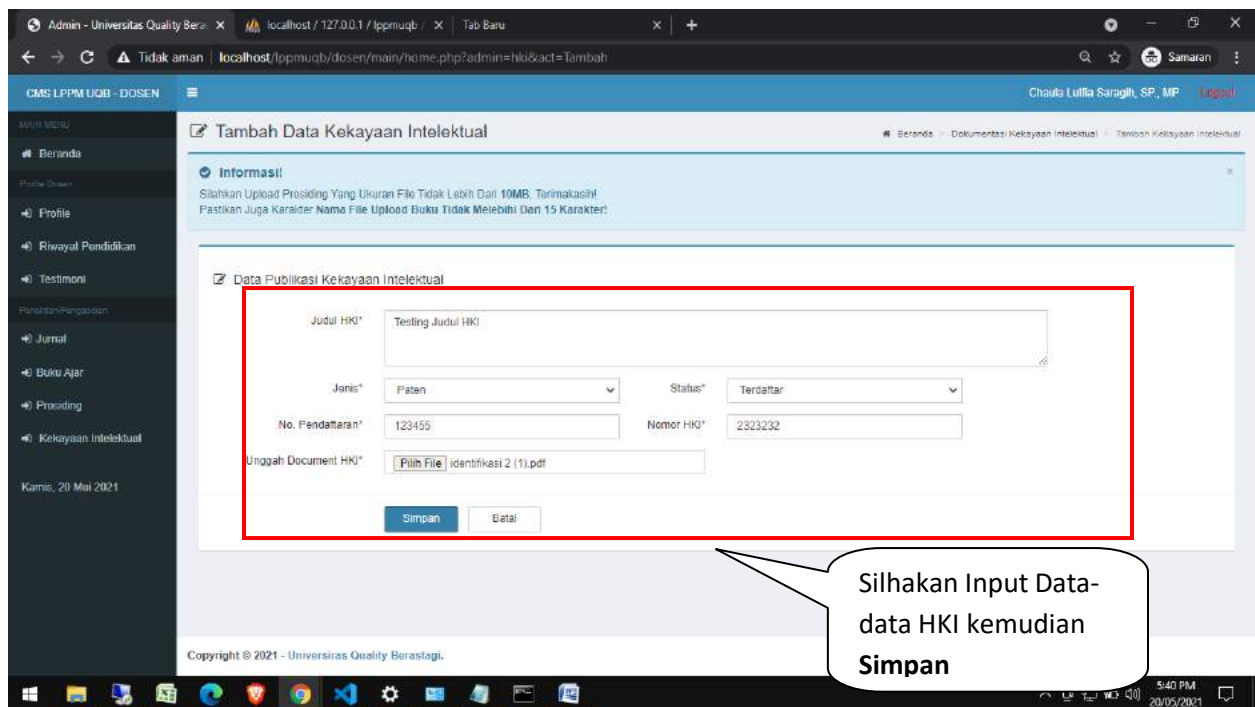 Admin - Universitas Quality Bera
localhost / 127.0.0.1 / lppmuqb /
Tab Baru
Tidak aman
localhost/lppmuqb/dosen/main/home.php?admin=hki&act=Tambah
Samaran
CMS LPPM UQB - DOSEN
Chaula Lutfia Saragih, SP., MP
Logout
MAIN MENU
Tambah Data Kekayaan Intelektual
Beranda > Dokumentasi Kekayaan Intelektual > Tambah Kekayaan Intelektual
Beranda
Profile Dosen
Profile
Riwayat Pendidikan
Testimoni
Penelitian/Pengabdian
Jurnal
Buku Ajar
Prosiding
Kekayaan Intelektual
Kamis, 20 Mei 2021
Informasi!
Silahkan Upload Prosiding Yang Ukuran File Tidak Lebih Dari 10MB, Terimakasih!
Pastikan Juga Karakter Nama File Upload Buku Tidak Melebihi Dari 15 Karakter!
Data Publikasi Kekayaan Intelektual
Judul HKI*
Testing Judul HKI
Jenis*
Paten
Status*
Terdaftar
No. Pendaftaran*
123455
Nomor HKI*
2323232
Unggah Document HKI*
Pilih File identifikasi 2 (1).pdf
Simpan
Batal
Silhakan Input Data-
data HKI kemudian
Simpan
Copyright © 2021 - Universiras Quality Berastagi.
5:40 PM
20/05/2021